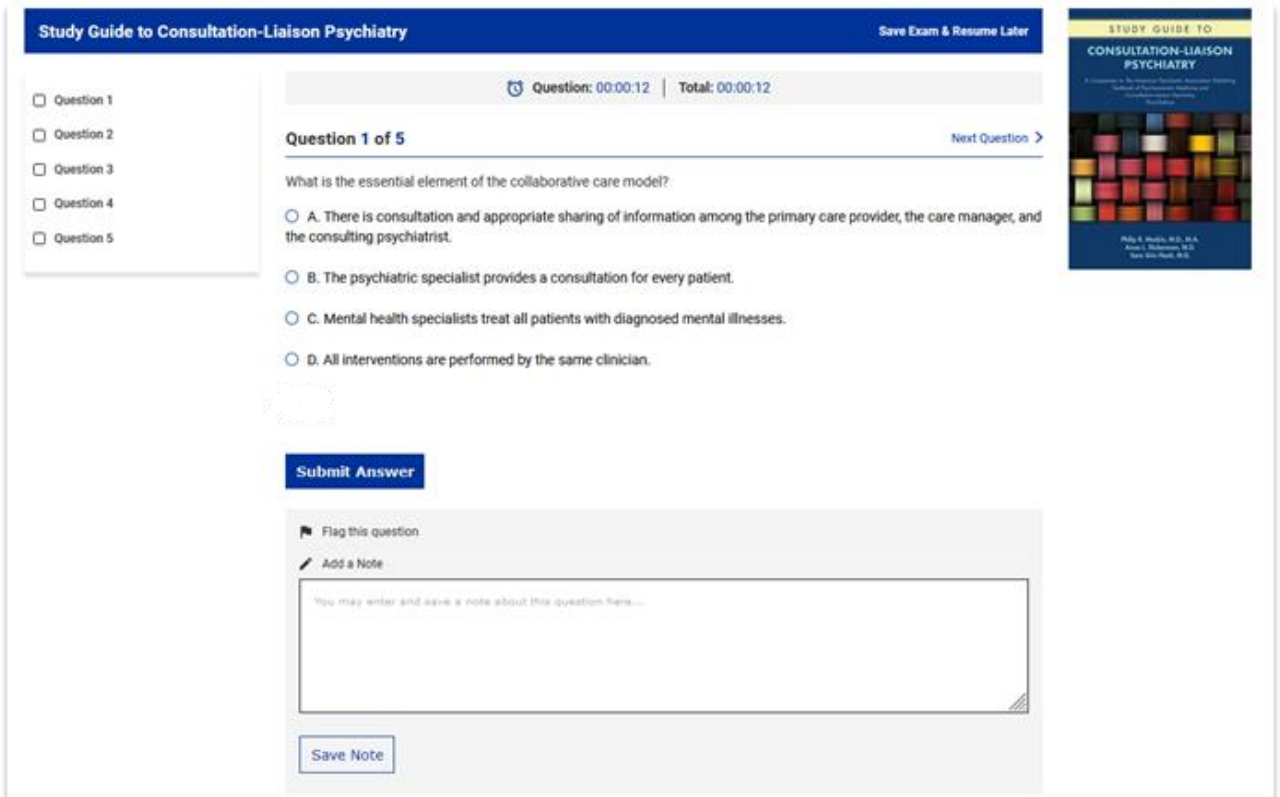 Study Guide to Consultation-Liaison Psychiatry
Save Exam & Resume Later
Question 1
Question 2
Question 3
Question 4
Question 5
Question: 00:00:12 | Total: 00:00:12
Question 1 of 5
Next Question
What is the essential element of the collaborative care model?
A. There is consultation and appropriate sharing of information among the primary care provider, the care manager, and
the consulting psychiatrist.
B. The psychiatric specialist provides a consultation for every patient.
C. Mental health specialists treat all patients with diagnosed mental illnesses.
D. All interventions are performed by the same clinician.
Submit Answer
Flag this question
Add a Note
You may enter and save a note about this question here...
Save Note
STUDY GUIDE TO
CONSULTATION-LIAISON
PSYCHIATRY